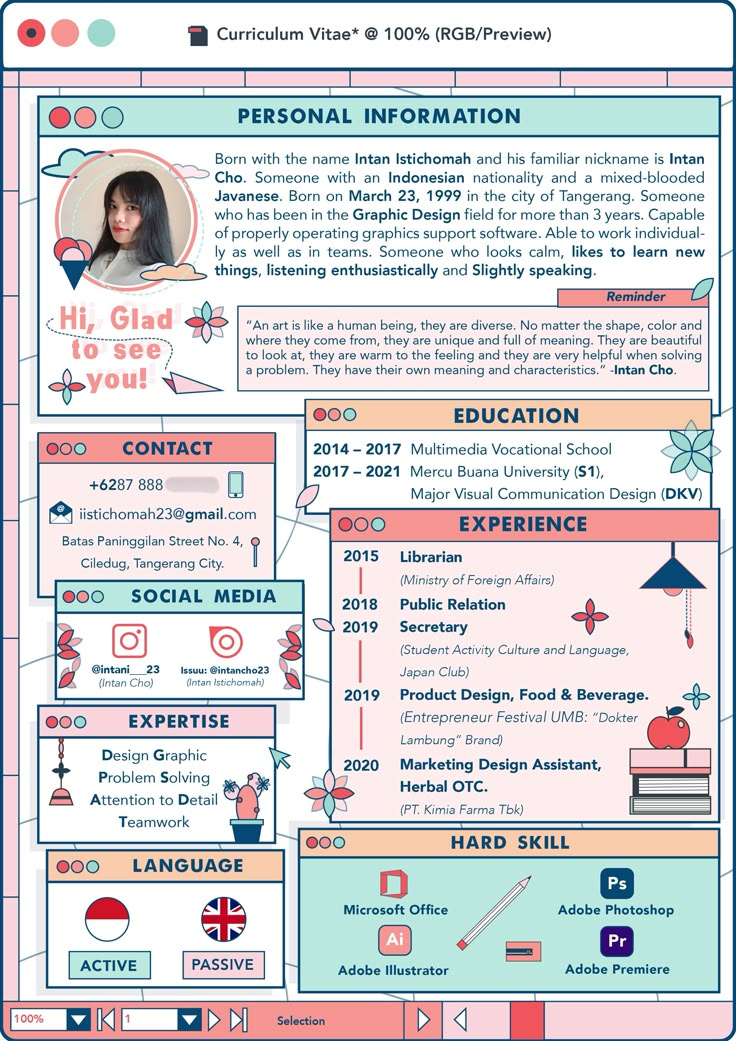 Curriculum Vitae* @ 100% (RGB/Preview)
PERSONAL INFORMATION
Born with the name Intan Istichomah and his familiar nickname is Intan
Cho. Someone with an Indonesian nationality and a mixed-blooded
Javanese. Born on March 23, 1999 in the city of Tangerang. Someone
who has been in the Graphic Design field for more than 3 years. Capable
of properly operating graphics support software. Able to work individual-
ly as well as in teams. Someone who looks calm, likes to learn new
things, listening enthusiastically and Slightly speaking.
Hi, Glad
to see
you!
Reminder
“An art is like a human being, they are diverse. No matter the shape, color and
where they come from, they are unique and full of meaning. They are beautiful
to look at, they are warm to the feeling and they are very helpful when solving
a problem. They have their own meaning and characteristics.” -Intan Cho.
EDUCATION
2014 – 2017 Multimedia Vocational School
2017 – 2021 Mercu Buana University (S1),
Major Visual Communication Design (DKV)
CONTACT
+6287 888
iistichomah23@gmail.com
Batas Paninggilan Street No. 4,
Ciledug, Tangerang City.
SOCIAL MEDIA
@intani___23
(Intan Cho)
Issuu: @intancho23
(Intan Istichomah)
EXPERTISE
Design Graphic
Problem Solving
Attention to Detail
Teamwork
LANGUAGE
ACTIVE
PASSIVE
EXPERIENCE
2015 Librarian
(Ministry of Foreign Affairs)
2018 Public Relation
2019 Secretary
(Student Activity Culture and Language,
Japan Club)
2019 Product Design, Food & Beverage.
(Entrepreneur Festival UMB: “Dokter
Lambung” Brand)
2020 Marketing Design Assistant,
Herbal OTC.
(PT. Kimia Farma Tbk)
HARD SKILL
Microsoft Office
Ps
Adobe Photoshop
Ai
Adobe Illustrator
Pr
Adobe Premiere
100%
1
Selection